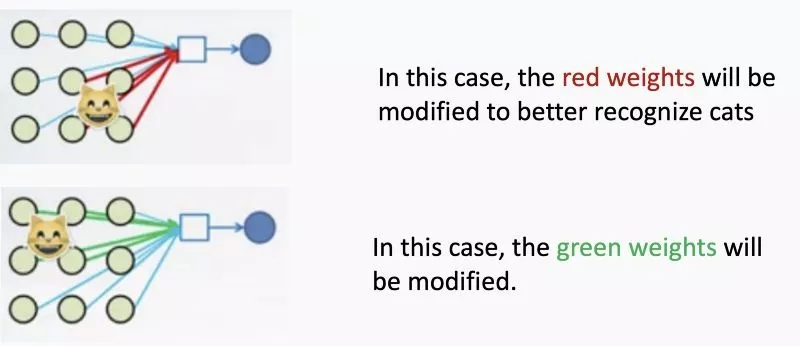 In this case, the red weights will be
modified to better recognize cats
In this case, the green weights will
be modified.